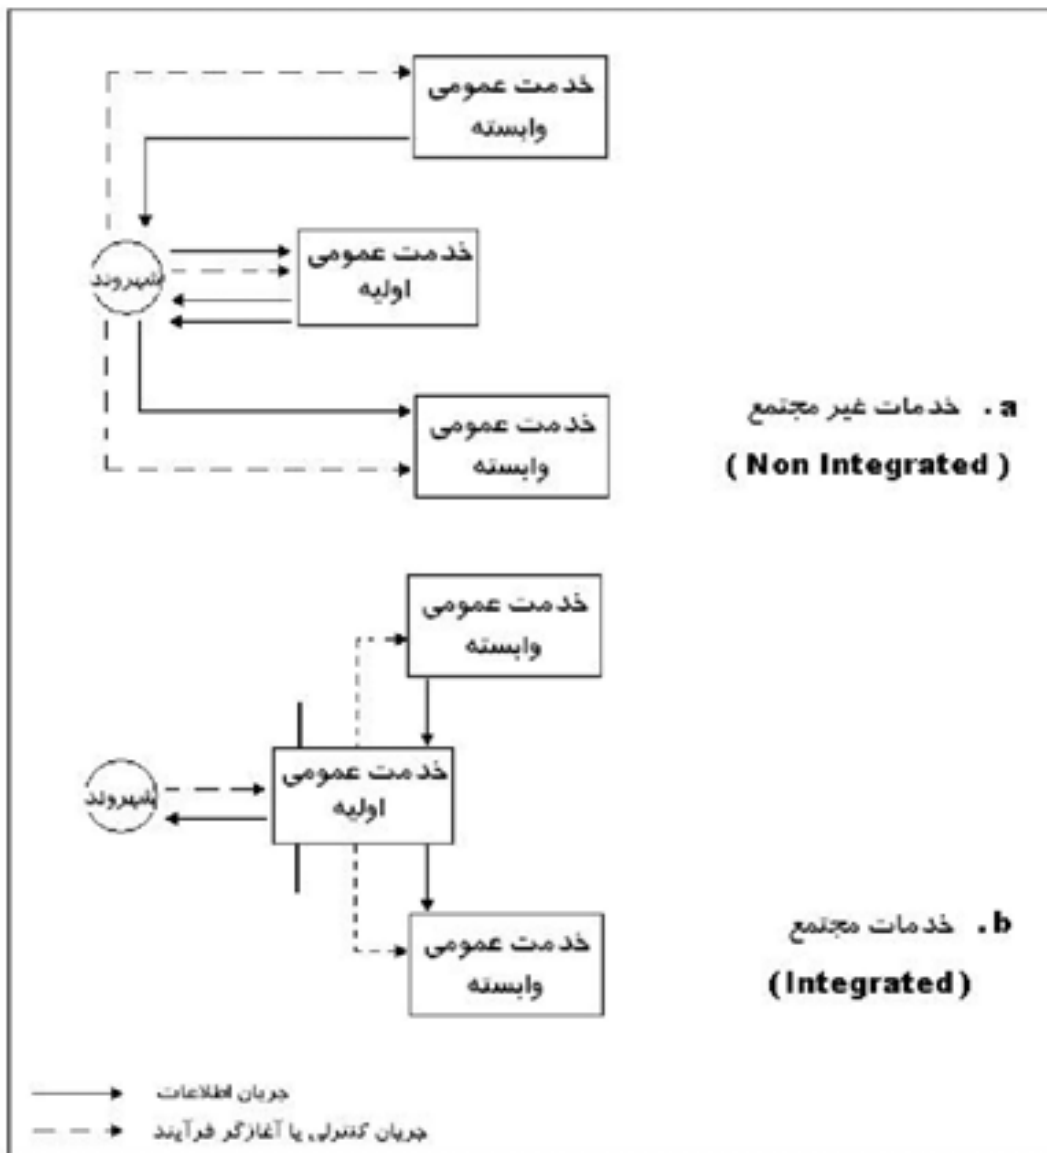 خدمت عمومی
وابسته
شهروند
خدمت عمومی
اولیه
خدمت عمومی
وابسته
a . خدمات غیر مجتمع
( Non Integrated )
خدمت عمومی
وابسته
شهروند
خدمت عمومی
اولیه
خدمت عمومی
وابسته
b . خدمات مجتمع
(Integrated)
جریان اطلاعات
جریان کنترلی یا آغازگر فرآیند